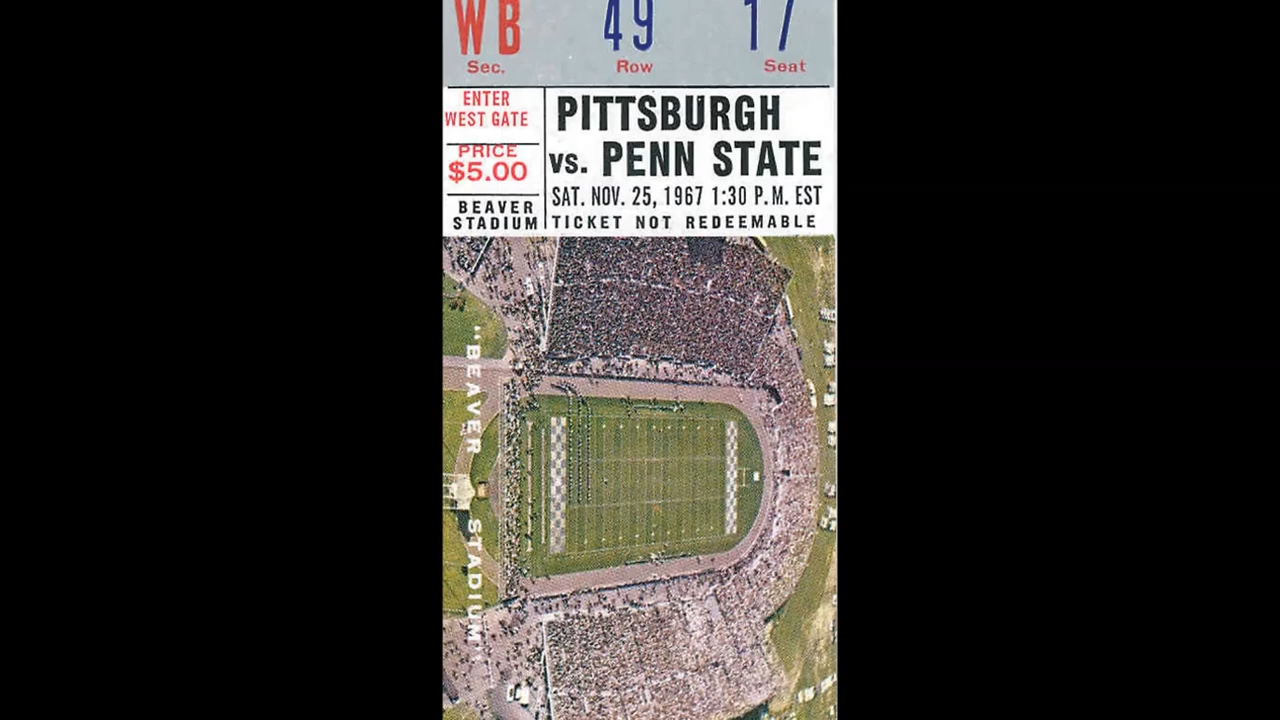 WB 49 17
Sec. Row Seat
ENTER
WEST GATE
PRICE
$5.00
BEAVER
STADIUM
PITTSBURGH
vs. PENN STATE
SAT. NOV. 25, 1967 1:30 P.M. EST
TICKET NOT REDEEMABLE
"BEAVER STADIUM"